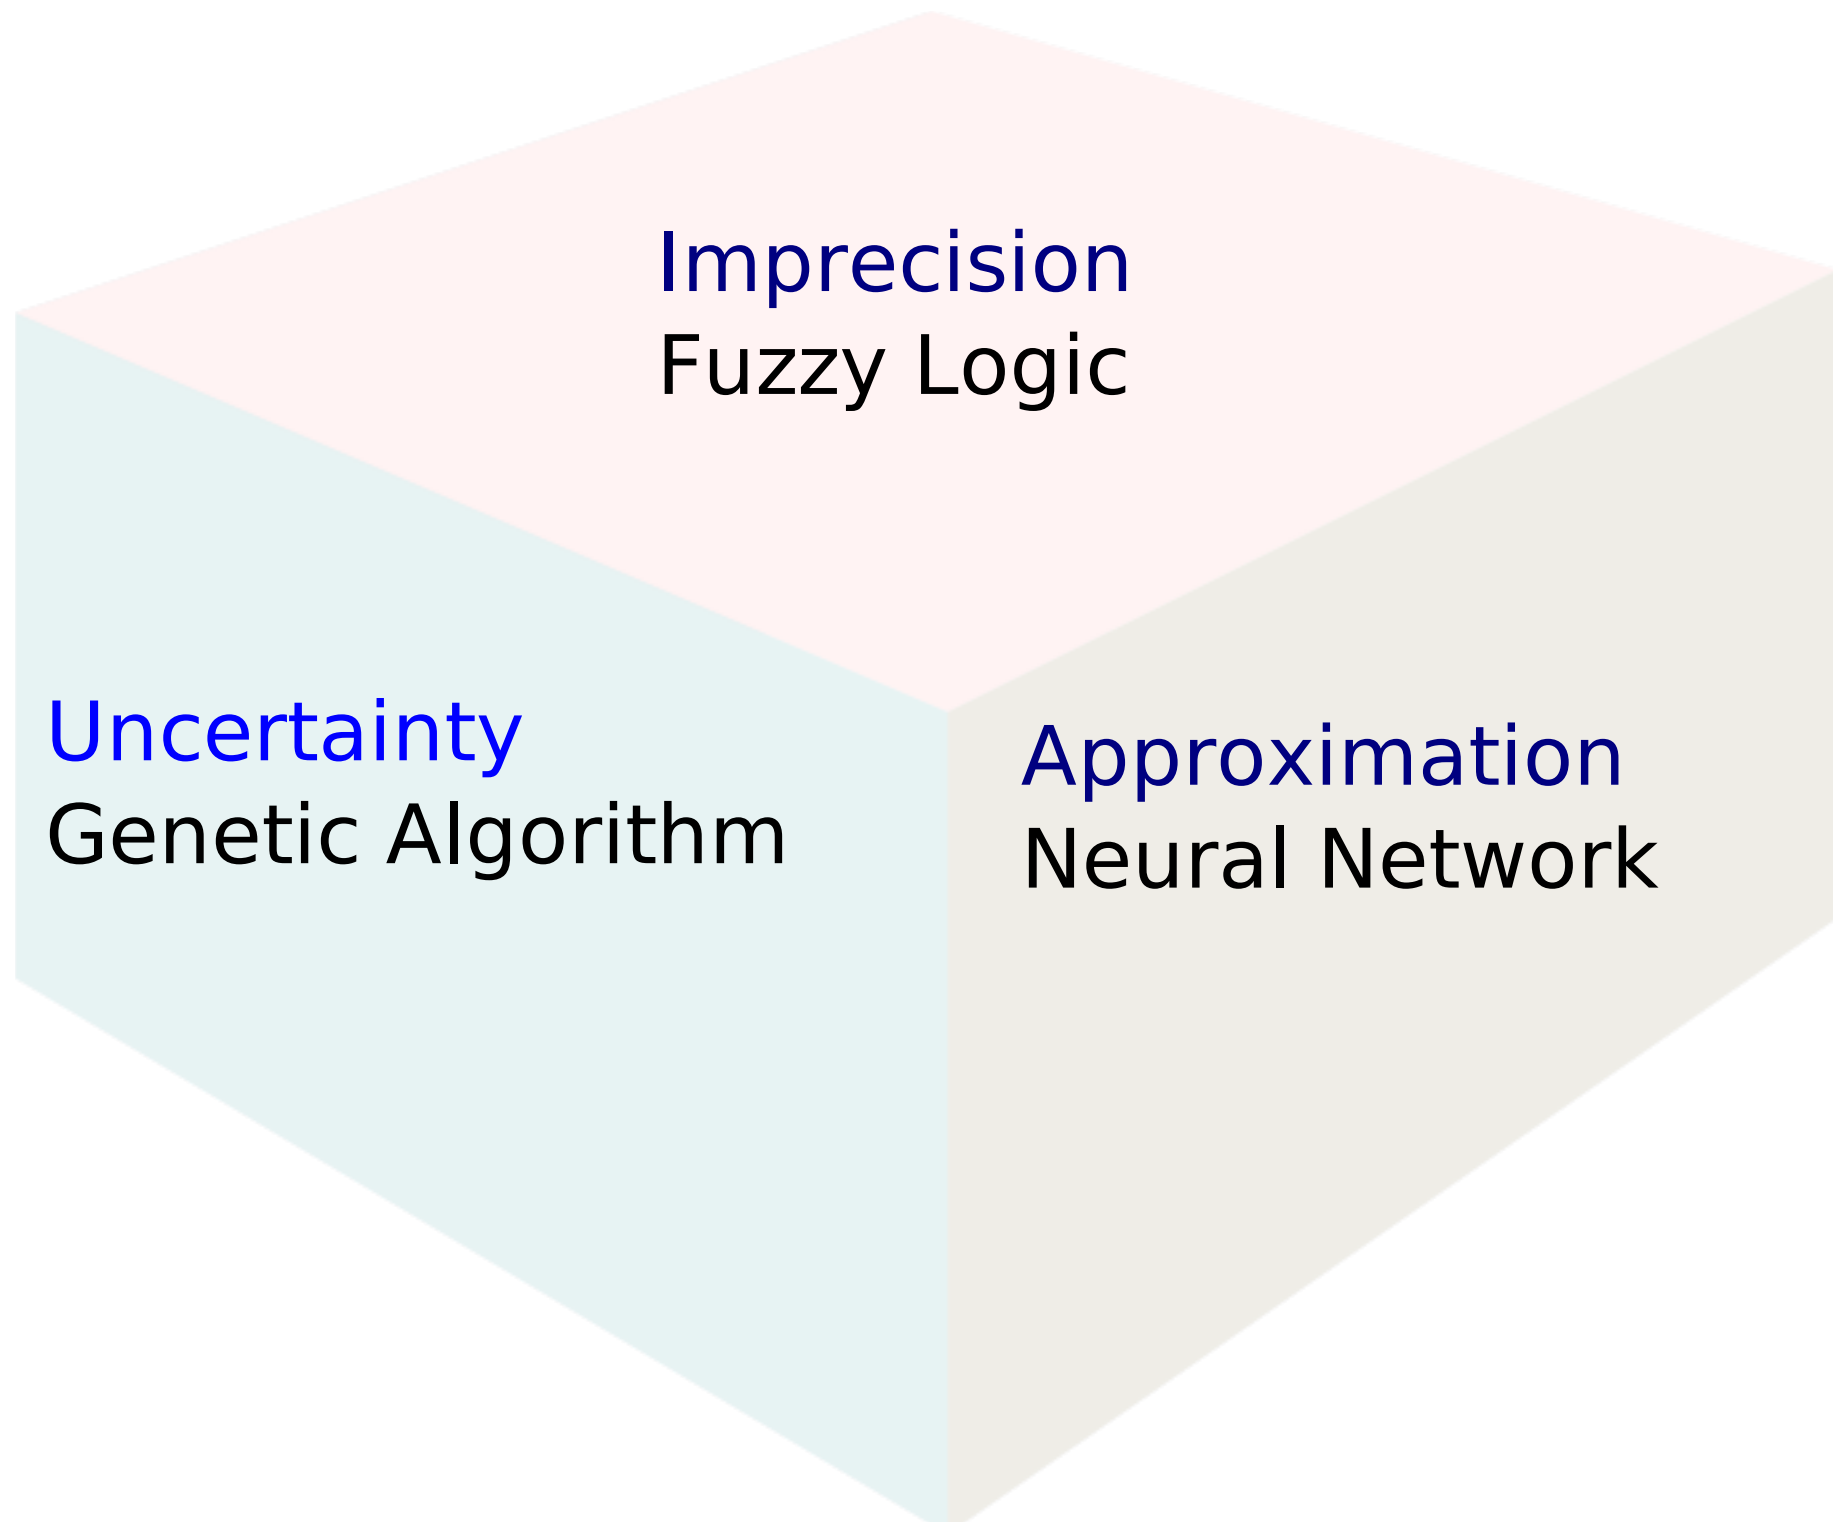 Imprecision
Fuzzy Logic
Uncertainty
Genetic Algorithm
Approximation
Neural Network